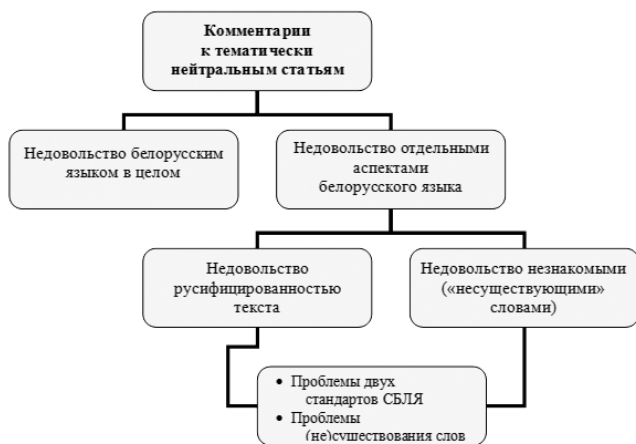 Комментарии
к тематически
нейтральным статьям
Недовольство белорусским
языком в целом
Недовольство отдельными
аспектами
белорусского языка
Недовольство
русифицированностью
текста
Недовольство незнакомыми
(«несуществующими»
словами)
• Проблемы двух
стандартов СБЛЯ
• Проблемы
(не)существования слов